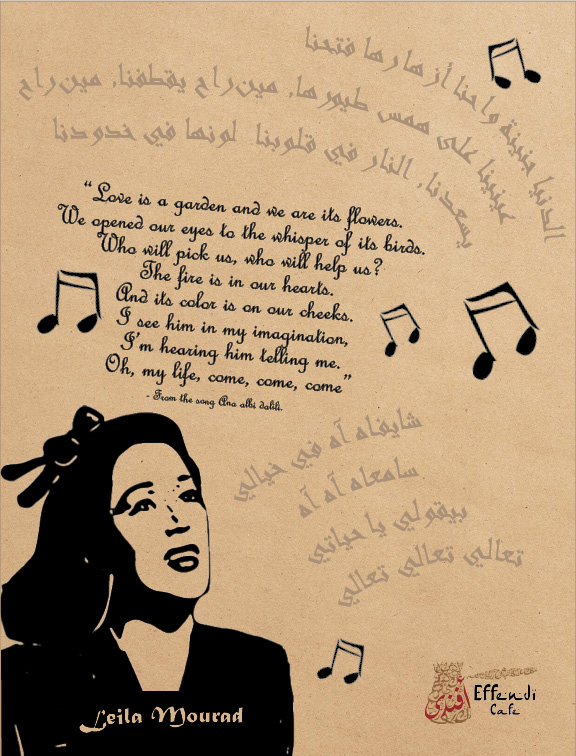 الدنيا جنينة واحنا أزهارها فتحنا
عينينا على همس طيورها، مين راح يقطفنا، مين راح
يسعدنا، النار في قلوبنا لونها في خدودنا
“Love is a garden and we are its flowers.
We opened our eyes to the whisper of its birds.
Who will pick us, who will help us?
The fire is in our hearts.
And its color is on our cheeks.
I see him in my imagination,
I'm hearing him telling me.
Oh, my life, come, come, come”
- From the song Ana albi dalili.
شايفاه آه في خيالي
سامعاه آه آه
بيقولي يا حياتي
تعالي تعالي تعالي
Leila Mourad
أفندي
Effendi
Cafe